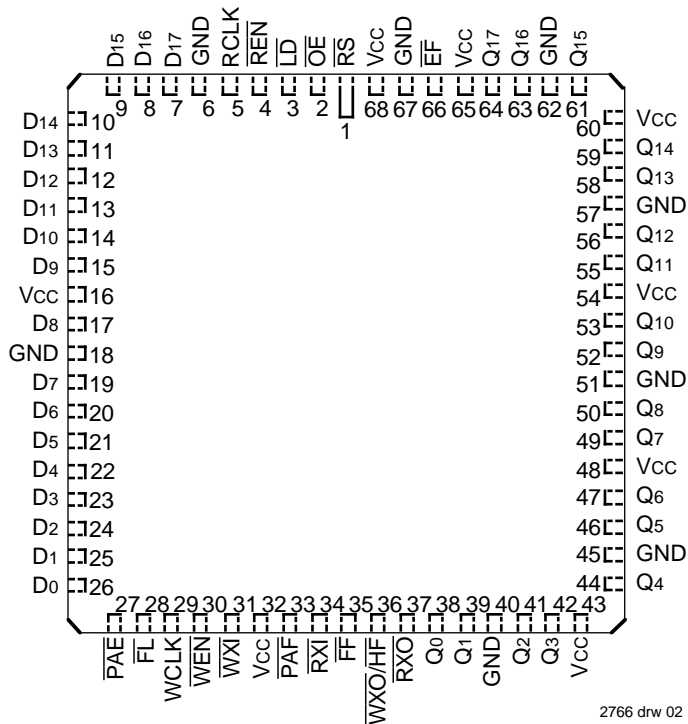 D15 D16 D17 GND RCLK REN LD OE RS VCC GND EF VCC Q17 Q16 GND Q15
9 8 7 6 5 4 3 2 1 68 67 66 65 64 63 62 61
D14 10
D13 11
D12 12
D11 13
D10 14
D9 15
VCC 16
D8 17
GND 18
D7 19
D6 20
D5 21
D4 22
D3 23
D2 24
D1 25
D0 26
60 VCC
59 Q14
58 Q13
57 GND
56 Q12
55 Q11
54 VCC
53 Q10
52 Q9
51 GND
50 Q8
49 Q7
48 VCC
47 Q6
46 Q5
45 GND
44 Q4
27 28 29 30 31 32 33 34 35 36 37 38 39 40 41 42 43
PAE FL WCLK WEN WXI VCC PAF RXI FF WXO/HF RXO Q0 Q1 GND Q2 Q3 VCC
2766 drw 02